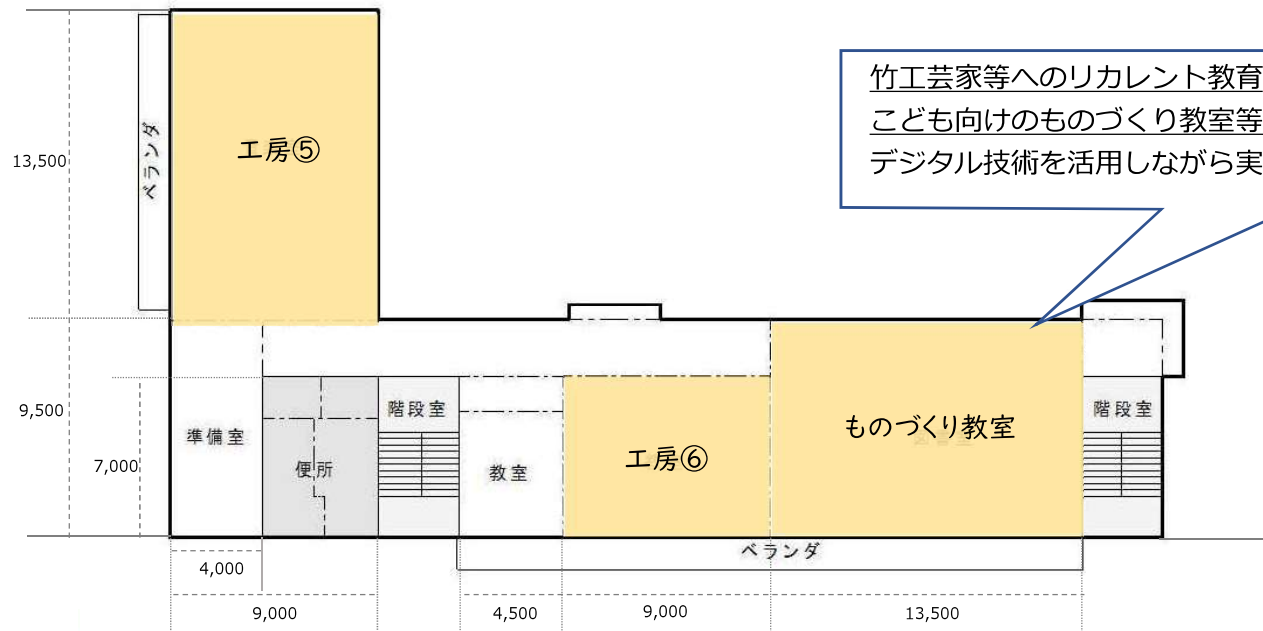 竹工芸家等へのリカレント教育
こども向けのものづくり教室等
デジタル技術を活用しながら実
工房⑤
ベランダ
13,500
9,500
7,000
準備室
便所
階段室
教室
工房⑥
ものづくり教室
階段室
ベランダ
4,000
9,000
4,500
9,000
13,500